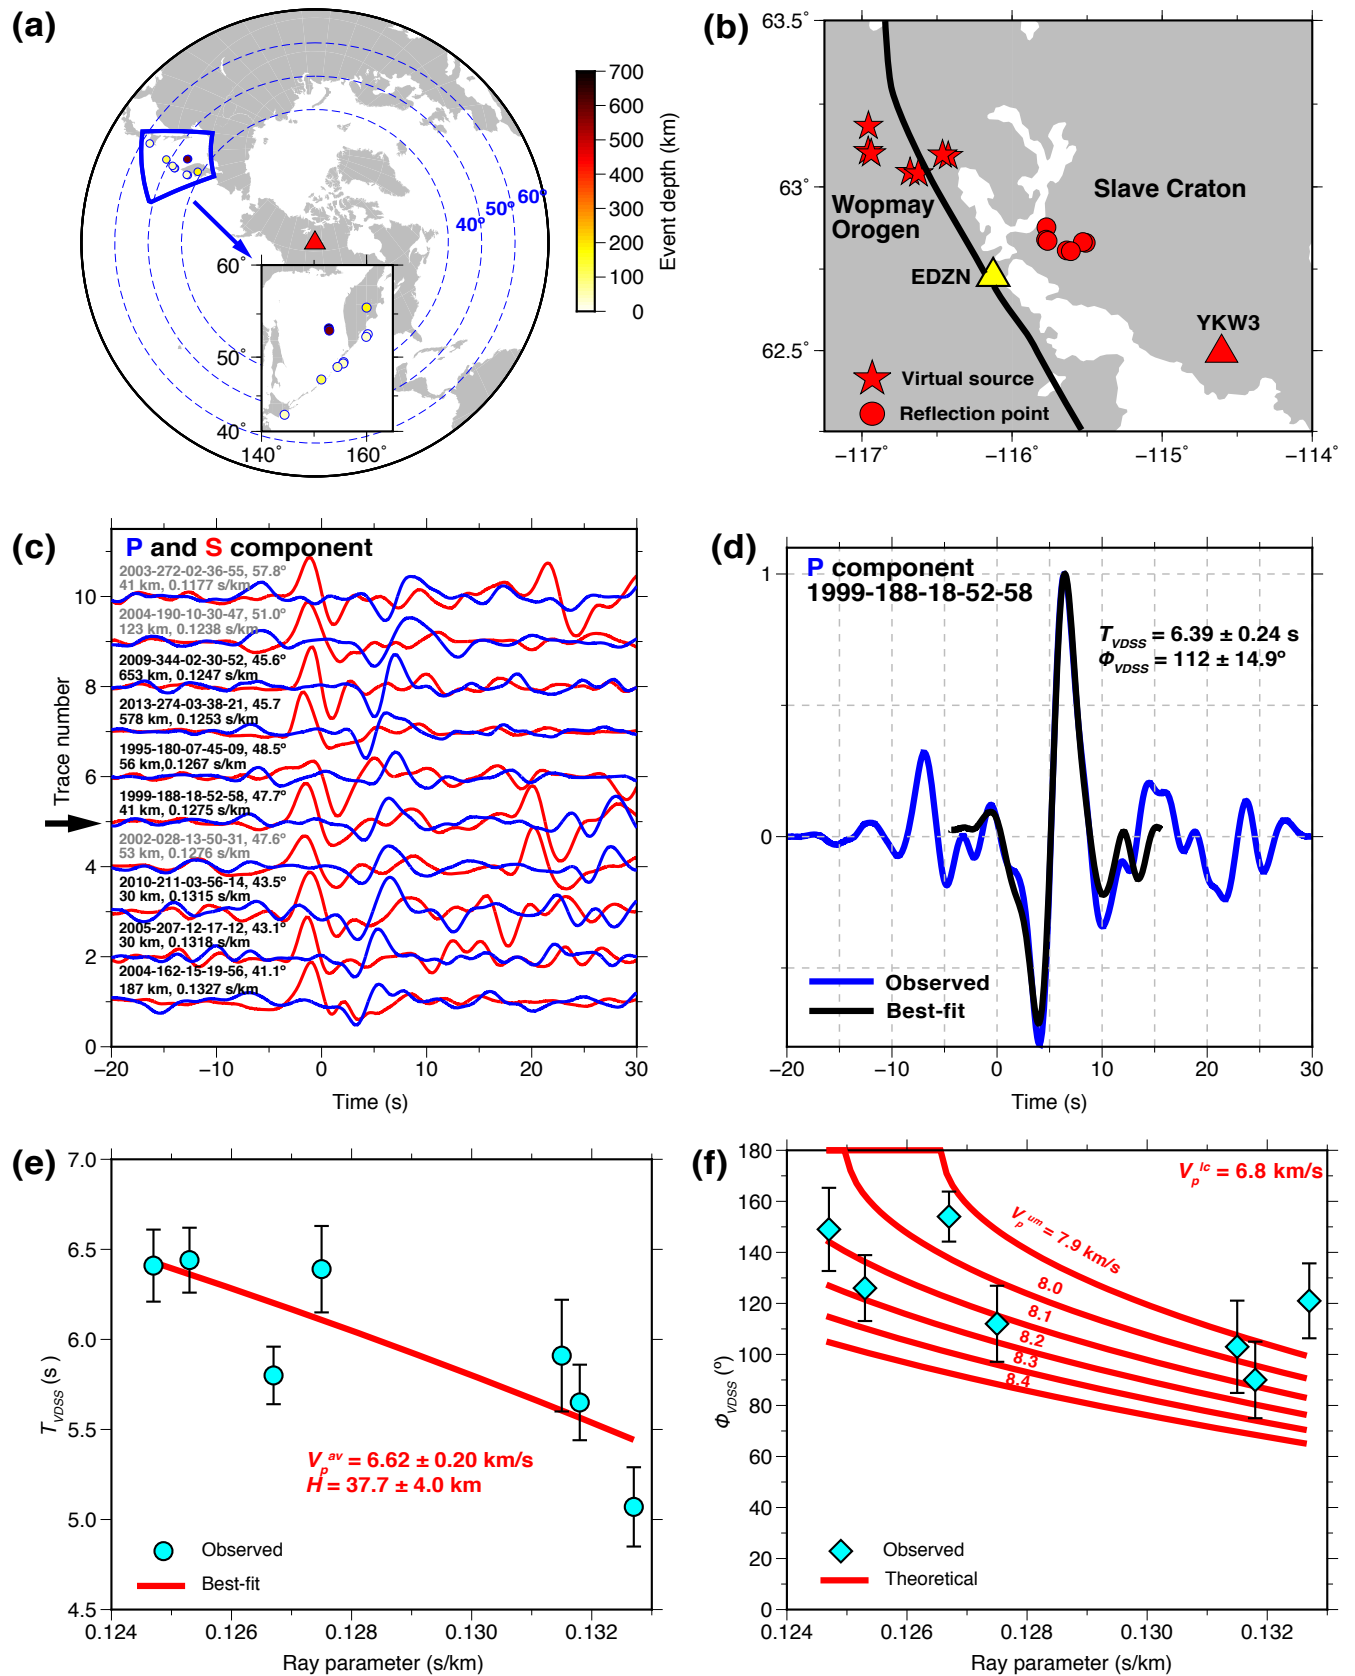 (a)
40° 50° 60°
60°
50°
40°
140° 160°
700
600
500
400
300
200
100
0
Event depth (km)
(b)
63.5°
63°
62.5°
−117° −116° −115° −114°
Wopmay
Orogen
Slave Craton
EDZN
YKW3
Virtual source
Reflection point
(c)
P and S component
2003-272-02-36-55, 57.8°
41 km, 0.1177 s/km
2004-190-10-30-47, 51.0°
123 km, 0.1238 s/km
2009-344-02-30-52, 45.6°
653 km, 0.1247 s/km
2013-274-03-38-21, 45.7
578 km, 0.1253 s/km
1995-180-07-45-09, 48.5°
56 km,0.1267 s/km
1999-188-18-52-58, 47.7°
41 km, 0.1275 s/km
2002-028-13-50-31, 47.6°
53 km, 0.1276 s/km
2010-211-03-56-14, 43.5°
30 km, 0.1315 s/km
2005-207-12-17-12, 43.1°
30 km, 0.1318 s/km
2004-162-15-19-56, 41.1°
187 km, 0.1327 s/km
10
8
6
4
2
0
Trace number
−20 −10 0 10 20 30
Time (s)
(d)
P component
1999-188-18-52-58
T_VDSS = 6.39 ± 0.24 s
Φ_VDSS = 112 ± 14.9°
1
0
Observed
Best-fit
−20 −10 0 10 20 30
Time (s)
(e)
7.0
6.5
6.0
5.5
5.0
4.5
T_VDSS (s)
V_p^av = 6.62 ± 0.20 km/s
H = 37.7 ± 4.0 km
Observed
Best-fit
0.124 0.126 0.128 0.130 0.132
Ray parameter (s/km)
(f)
180
160
140
120
100
80
60
40
20
0
Φ_VDSS (°)
V_p^lc = 6.8 km/s
V_p^um = 7.9 km/s
8.0
8.1
8.2
8.3
8.4
Observed
Theoretical
0.124 0.126 0.128 0.130 0.132
Ray parameter (s/km)